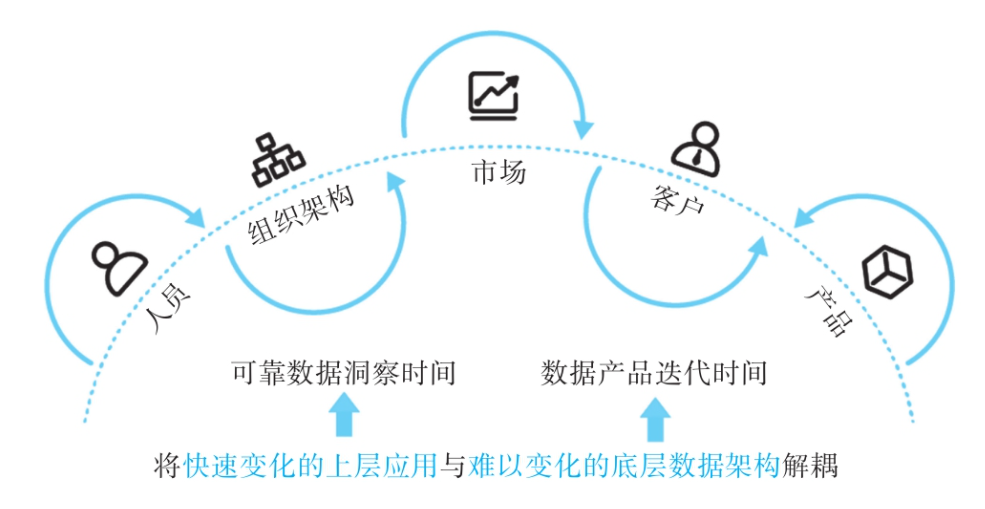 市场
组织架构
客户
人员
产品
可靠数据洞察时间
数据产品迭代时间
将快速变化的上层应用与难以变化的底层数据架构解耦